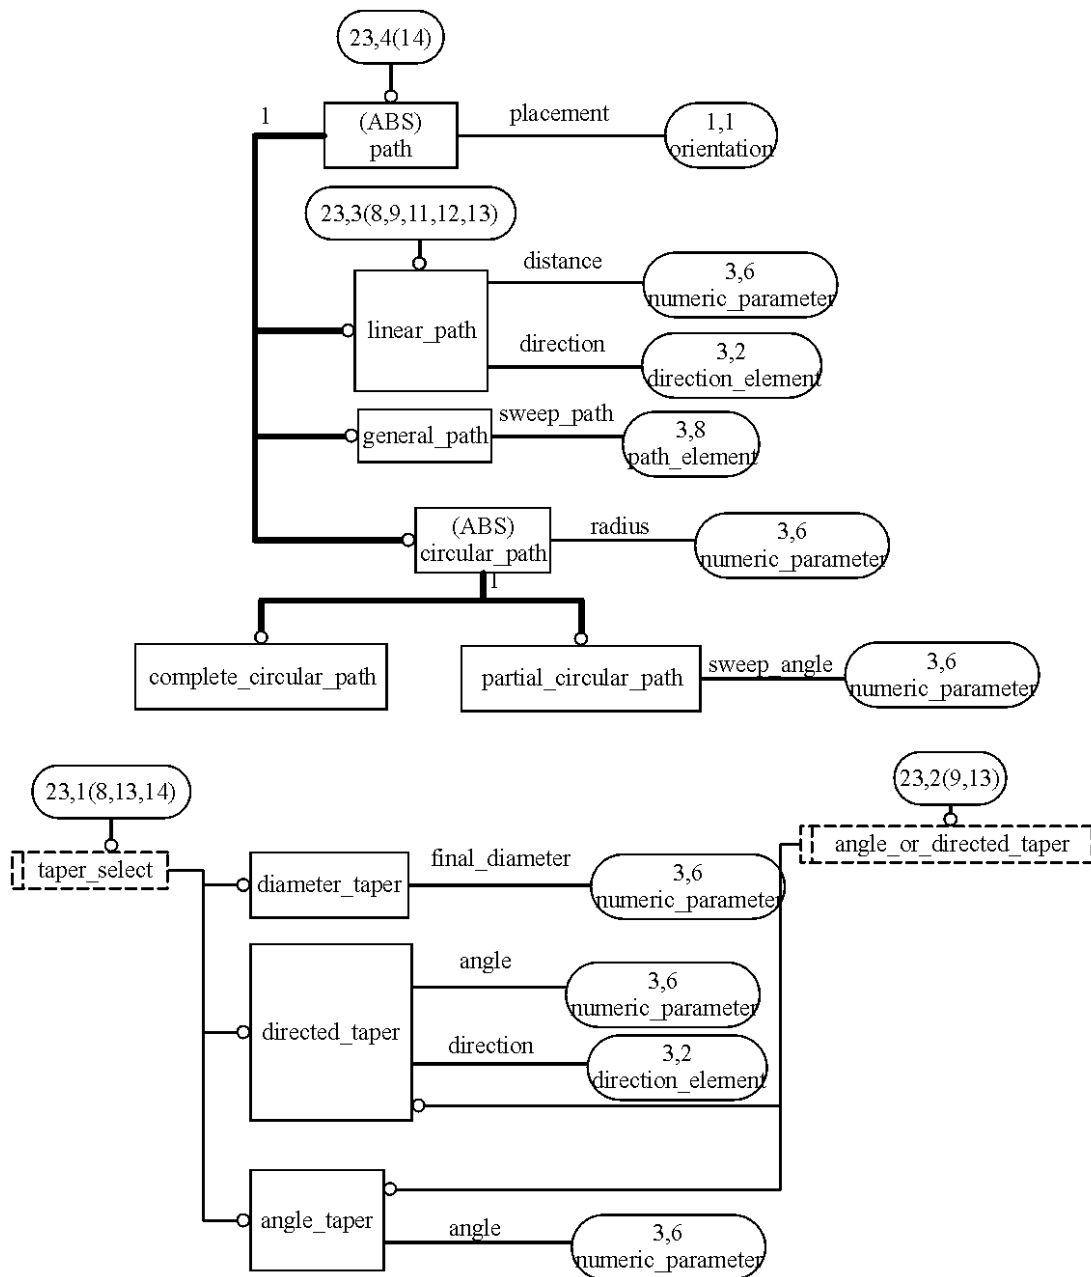 23,4(14)
1
(ABS)
path
placement
1,1
orientation
23,3(8,9,11,12,13)
linear_path
distance
3,6
numeric_parameter
direction
3,2
direction_element
general_path
sweep_path
3,8
path_element
(ABS)
circular_path
radius
3,6
numeric_parameter
1
complete_circular_path
partial_circular_path
sweep_angle
3,6
numeric_parameter
23,1(8,13,14)
23,2(9,13)
taper_select
angle_or_directed_taper
diameter_taper
final_diameter
3,6
numeric_parameter
directed_taper
angle
3,6
numeric_parameter
direction
3,2
direction_element
angle_taper
angle
3,6
numeric_parameter